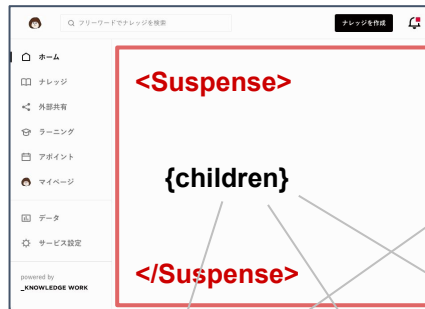 フリーワードでナレッジを検索
ナレッジを作成
ホーム
ナレッジ
外部共有
ラーニング
アポイント
マイページ
データ
サービス設定
powered by
_KNOWLEDGE WORK
<Suspense>
{children}
</Suspense>